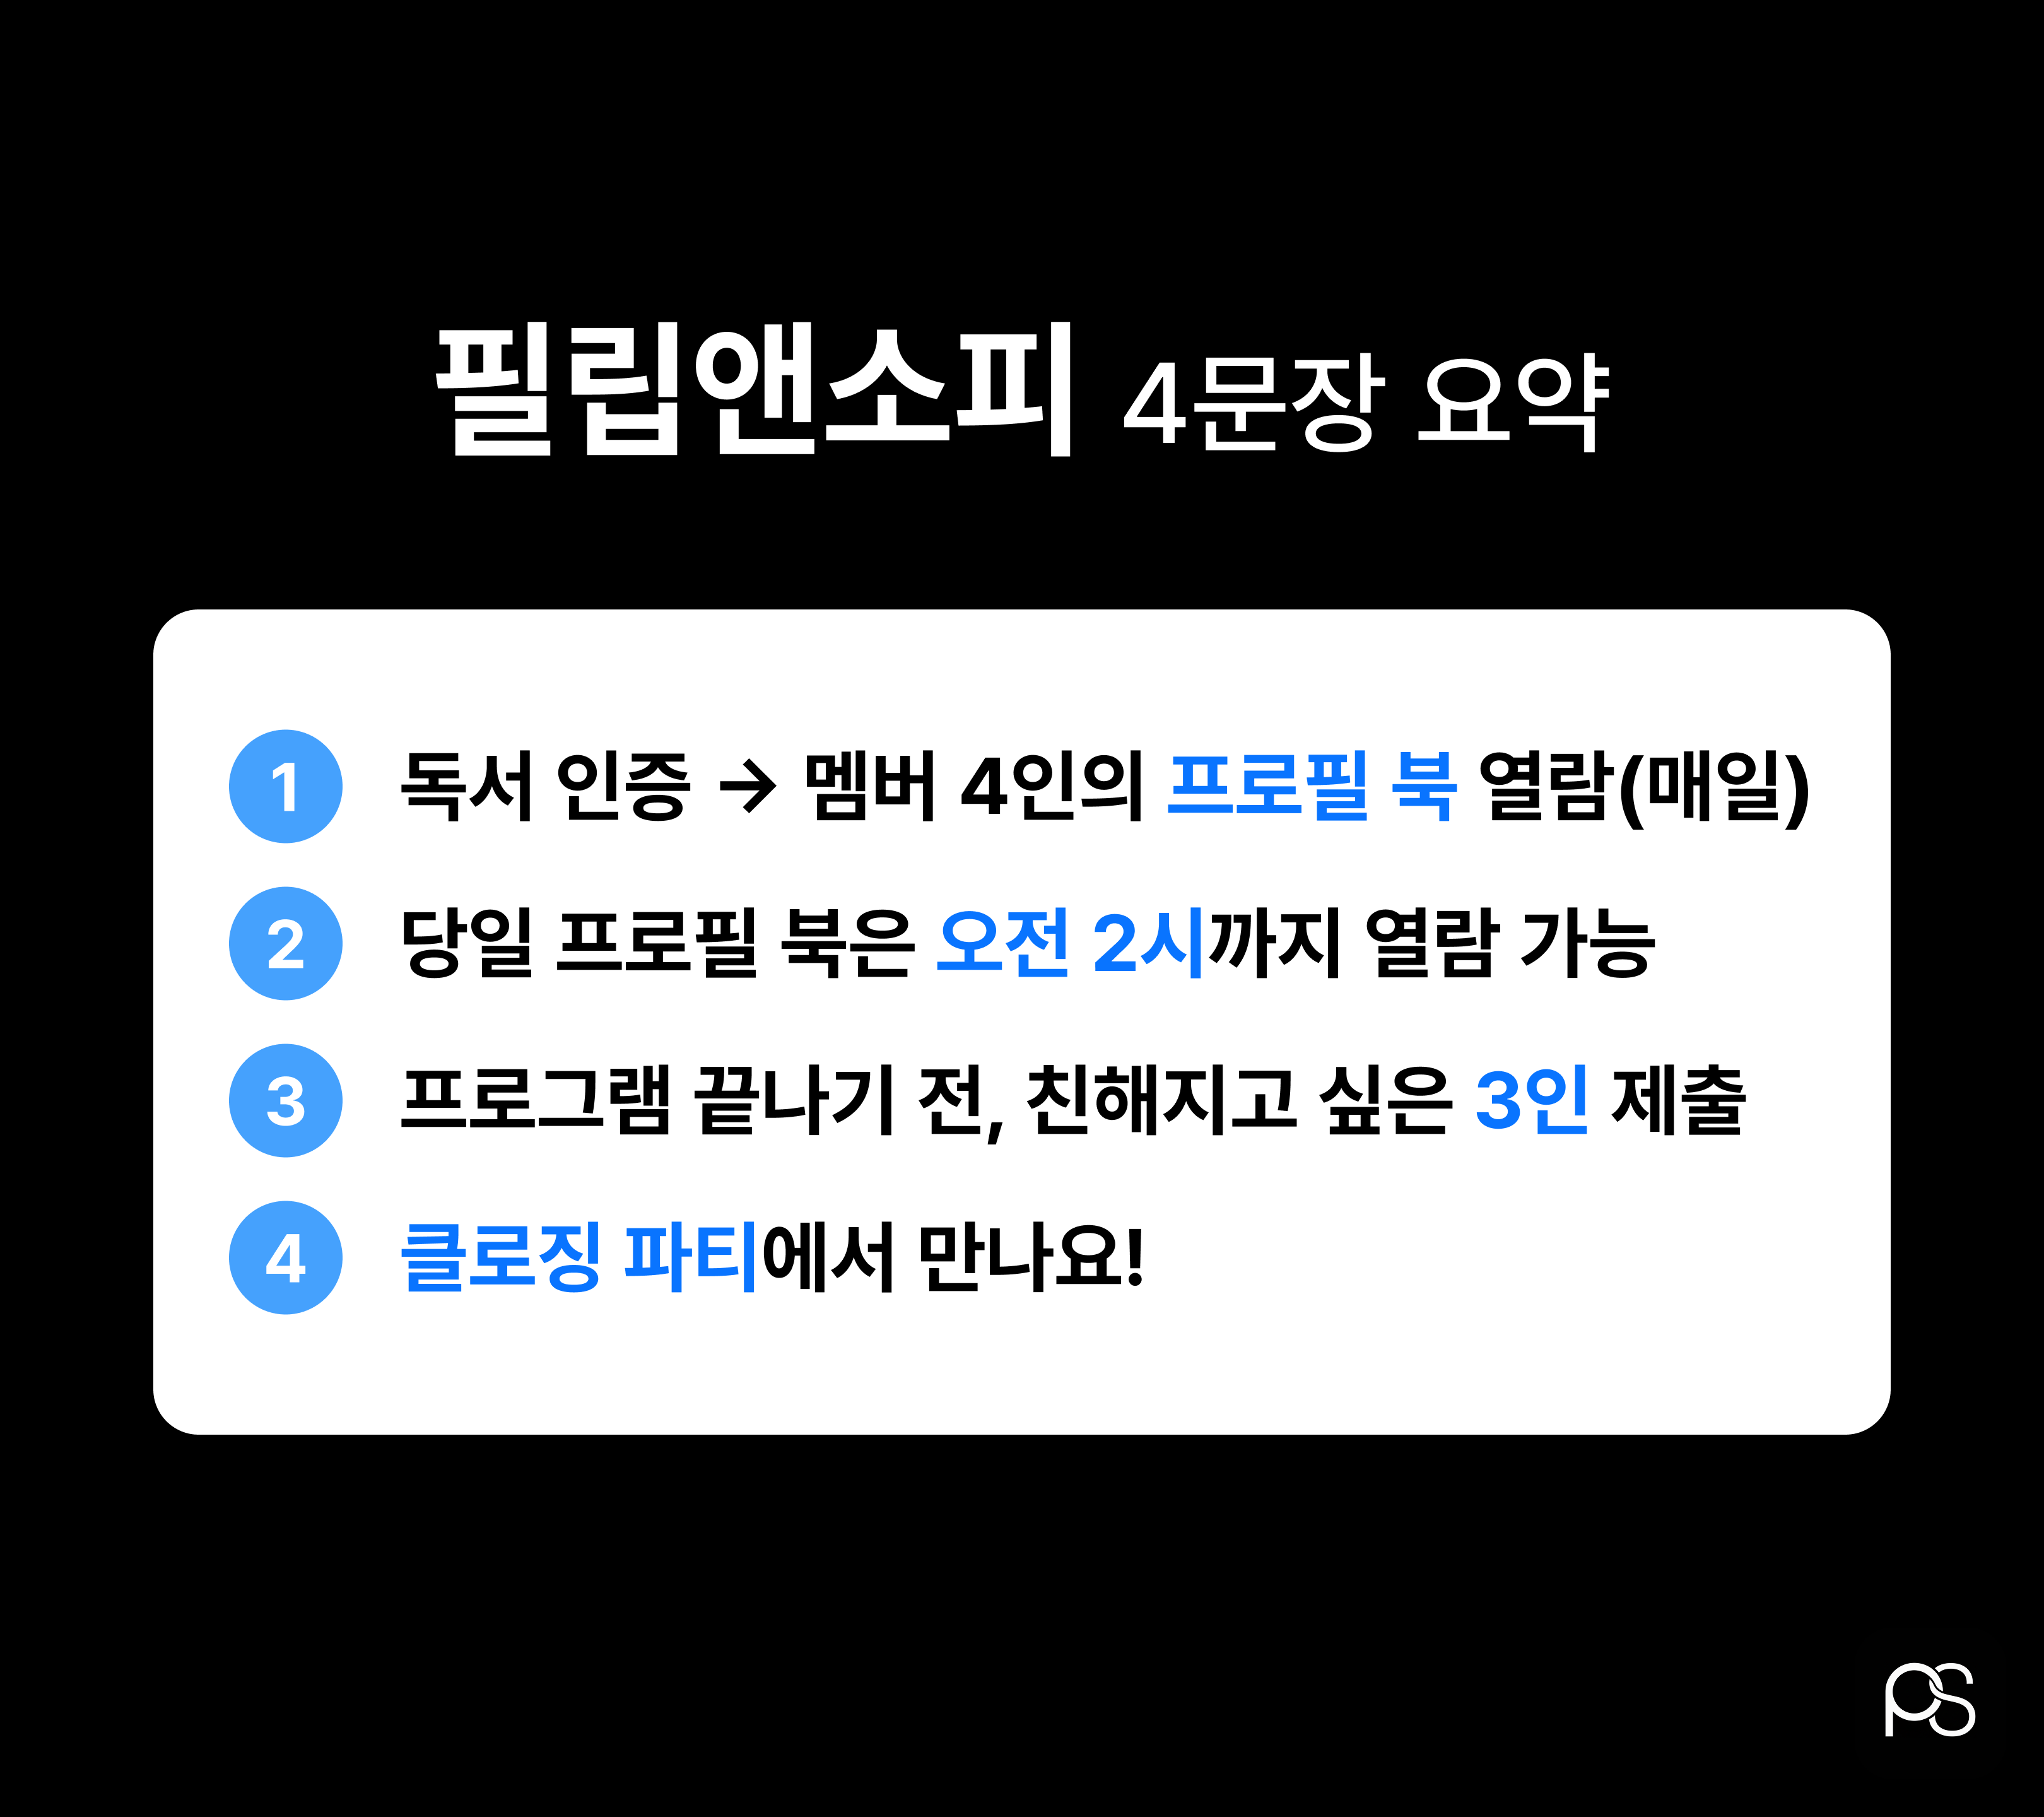 필립앤소피 4문장 요약
1 독서 인증 → 멤버 4인의 프로필 북 열람(매일)
2 당일 프로필 북은 오전 2시까지 열람 가능
3 프로그램 끝나기 전, 친해지고 싶은 3인 제출
4 클로징 파티에서 만나요!
PS